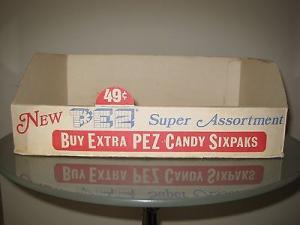 49¢
New PEZ Super Assortment
Buy Extra PEZ Candy Sixpaks